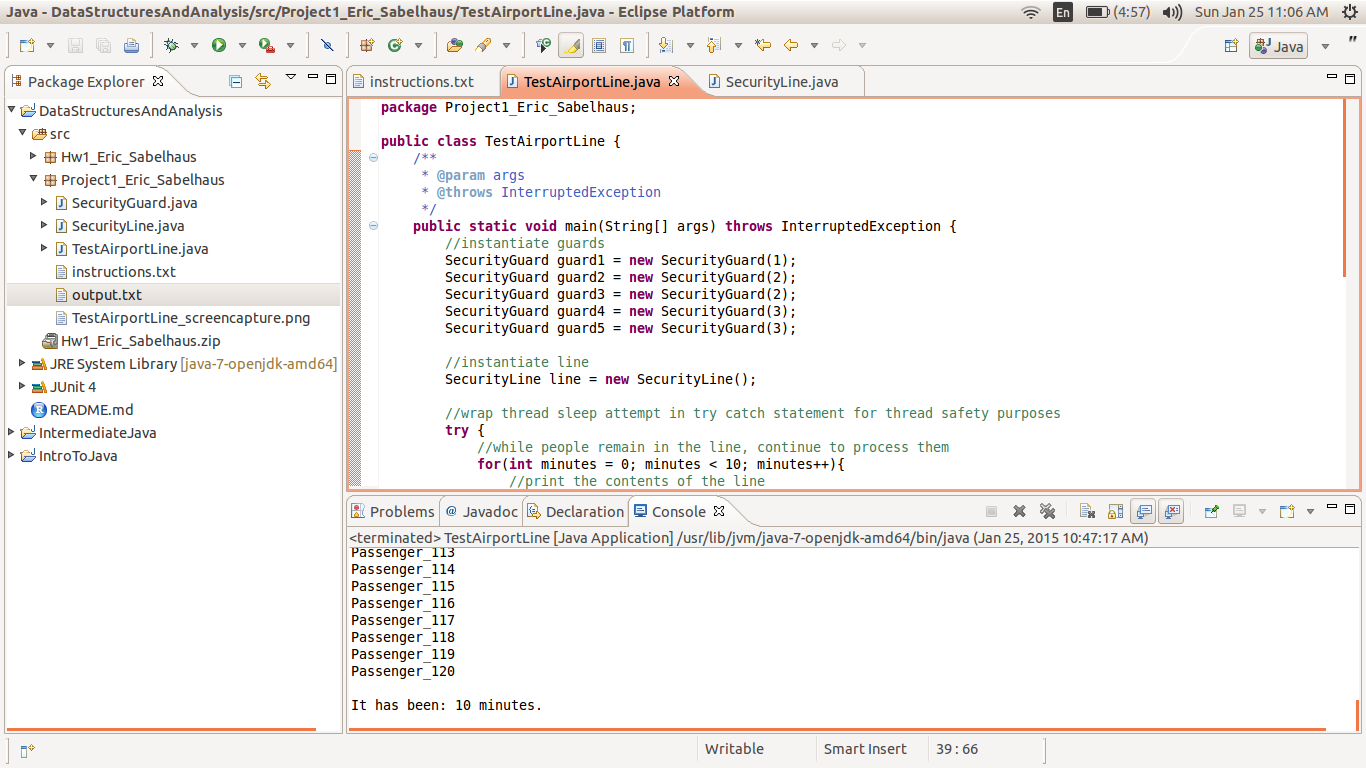 Java - DataStructuresAndAnalysis/src/Project1_Eric_Sabelhaus/TestAirportLine.java - Eclipse Platform
En (4:57) Sun Jan 25 11:06 AM
Java
Package Explorer
DataStructuresAndAnalysis
src
Hw1_Eric_Sabelhaus
Project1_Eric_Sabelhaus
SecurityGuard.java
SecurityLine.java
TestAirportLine.java
instructions.txt
output.txt
TestAirportLine_screencapture.png
Hw1_Eric_Sabelhaus.zip
JRE System Library [java-7-openjdk-amd64]
JUnit 4
README.md
IntermediateJava
IntroToJava
instructions.txt TestAirportLine.java SecurityLine.java
package Project1_Eric_Sabelhaus;
public class TestAirportLine {
/**
* @param args
* @throws InterruptedException
*/
public static void main(String[] args) throws InterruptedException {
//instantiate guards
SecurityGuard guard1 = new SecurityGuard(1);
SecurityGuard guard2 = new SecurityGuard(2);
SecurityGuard guard3 = new SecurityGuard(2);
SecurityGuard guard4 = new SecurityGuard(3);
SecurityGuard guard5 = new SecurityGuard(3);
//instantiate line
SecurityLine line = new SecurityLine();
//wrap thread sleep attempt in try catch statement for thread safety purposes
try {
//while people remain in the line, continue to process them
for(int minutes = 0; minutes < 10; minutes++){
//print the contents of the line
Problems @ Javadoc Declaration Console
<terminated> TestAirportLine [Java Application] /usr/lib/jvm/java-7-openjdk-amd64/bin/java (Jan 25, 2015 10:47:17 AM)
Passenger_113
Passenger_114
Passenger_115
Passenger_116
Passenger_117
Passenger_118
Passenger_119
Passenger_120
It has been: 10 minutes.
Writable Smart Insert 39 : 66